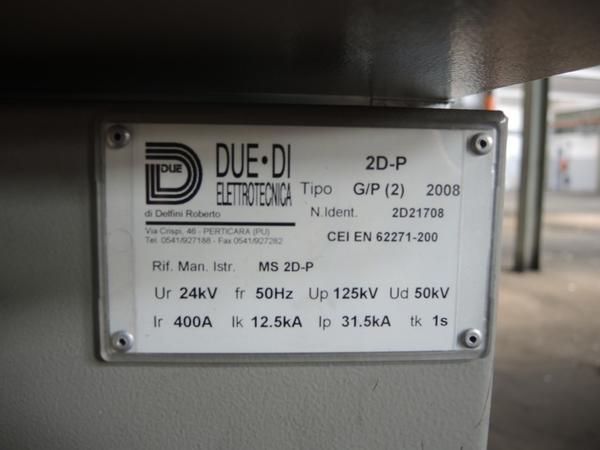 DUE
DUE·DI
ELETTROTECNICA
di Delfini Roberto
Via Crispi, 46 - PERTICARA (PU)
Tel. 0541/927188 - Fax 0541/927282
2D-P
Tipo G/P (2) 2008
N.Ident. 2D21708
CEI EN 62271-200
Rif. Man. Istr. MS 2D-P
Ur 24kV fr 50Hz Up 125kV Ud 50kV
Ir 400A Ik 12.5kA Ip 31.5kA tk 1s